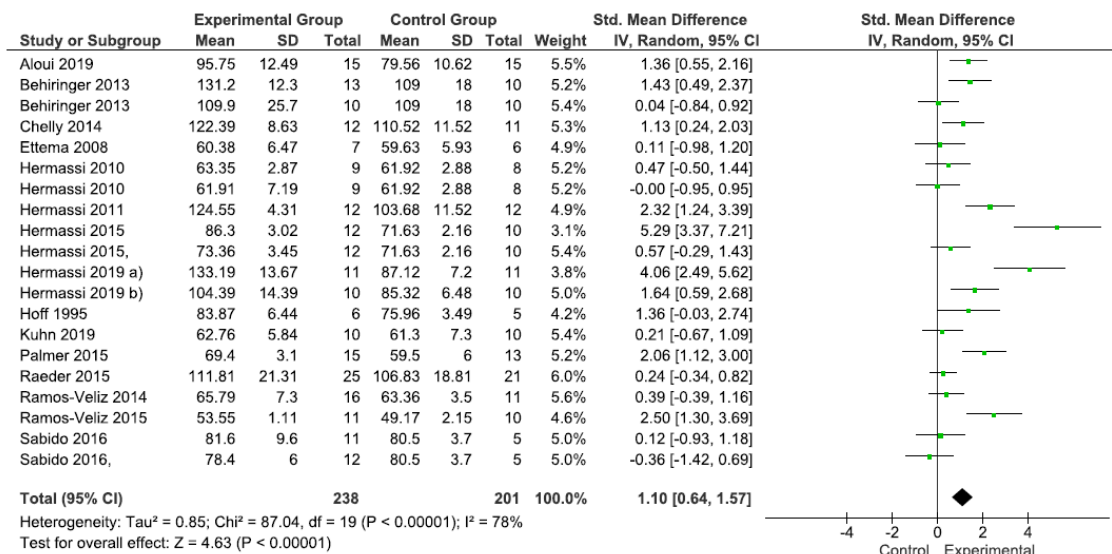 Experimental Group Control Group Std. Mean Difference Std. Mean Difference
Study or Subgroup Mean SD Total Mean SD Total Weight IV, Random, 95% CI IV, Random, 95% CI
Aloui 2019 95.75 12.49 15 79.56 10.62 15 5.5% 1.36 [0.55, 2.16]
Behiringer 2013 131.2 12.3 13 109 18 10 5.2% 1.43 [0.49, 2.37]
Behiringer 2013 109.9 25.7 10 109 18 10 5.4% 0.04 [-0.84, 0.92]
Chelly 2014 122.39 8.63 12 110.52 11.52 11 5.3% 1.13 [0.24, 2.03]
Ettema 2008 60.38 6.47 7 59.63 5.93 6 4.9% 0.11 [-0.98, 1.20]
Hermassi 2010 63.35 2.87 9 61.92 2.88 8 5.2% 0.47 [-0.50, 1.44]
Hermassi 2010 61.91 7.19 9 61.92 2.88 8 5.2% -0.00 [-0.95, 0.95]
Hermassi 2011 124.55 4.31 12 103.68 11.52 12 4.9% 2.32 [1.24, 3.39]
Hermassi 2015 86.3 3.02 12 71.63 2.16 10 3.1% 5.29 [3.37, 7.21]
Hermassi 2015, 73.36 3.45 12 71.63 2.16 10 5.4% 0.57 [-0.29, 1.43]
Hermassi 2019 a) 133.19 13.67 11 87.12 7.2 11 3.8% 4.06 [2.49, 5.62]
Hermassi 2019 b) 104.39 14.39 10 85.32 6.48 10 5.0% 1.64 [0.59, 2.68]
Hoff 1995 83.87 6.44 6 75.96 3.49 5 4.2% 1.36 [-0.03, 2.74]
Kuhn 2019 62.76 5.84 10 61.3 7.3 10 5.4% 0.21 [-0.67, 1.09]
Palmer 2015 69.4 3.1 15 59.5 6 13 5.2% 2.06 [1.12, 3.00]
Raeder 2015 111.81 21.31 25 106.83 18.81 21 6.0% 0.24 [-0.34, 0.82]
Ramos-Veliz 2014 65.79 7.3 16 63.36 3.5 11 5.6% 0.39 [-0.39, 1.16]
Ramos-Veliz 2015 53.55 1.11 11 49.17 2.15 10 4.6% 2.50 [1.30, 3.69]
Sabido 2016 81.6 9.6 11 80.5 3.7 5 5.0% 0.12 [-0.93, 1.18]
Sabido 2016, 78.4 6 12 80.5 3.7 5 5.0% -0.36 [-1.42, 0.69]
Total (95% CI) 238 201 100.0% 1.10 [0.64, 1.57]
Heterogeneity: Tau² = 0.85; Chi² = 87.04, df = 19 (P < 0.00001); I² = 78%
Test for overall effect: Z = 4.63 (P < 0.00001)
-4 -2 0 2 4
Control Experimental